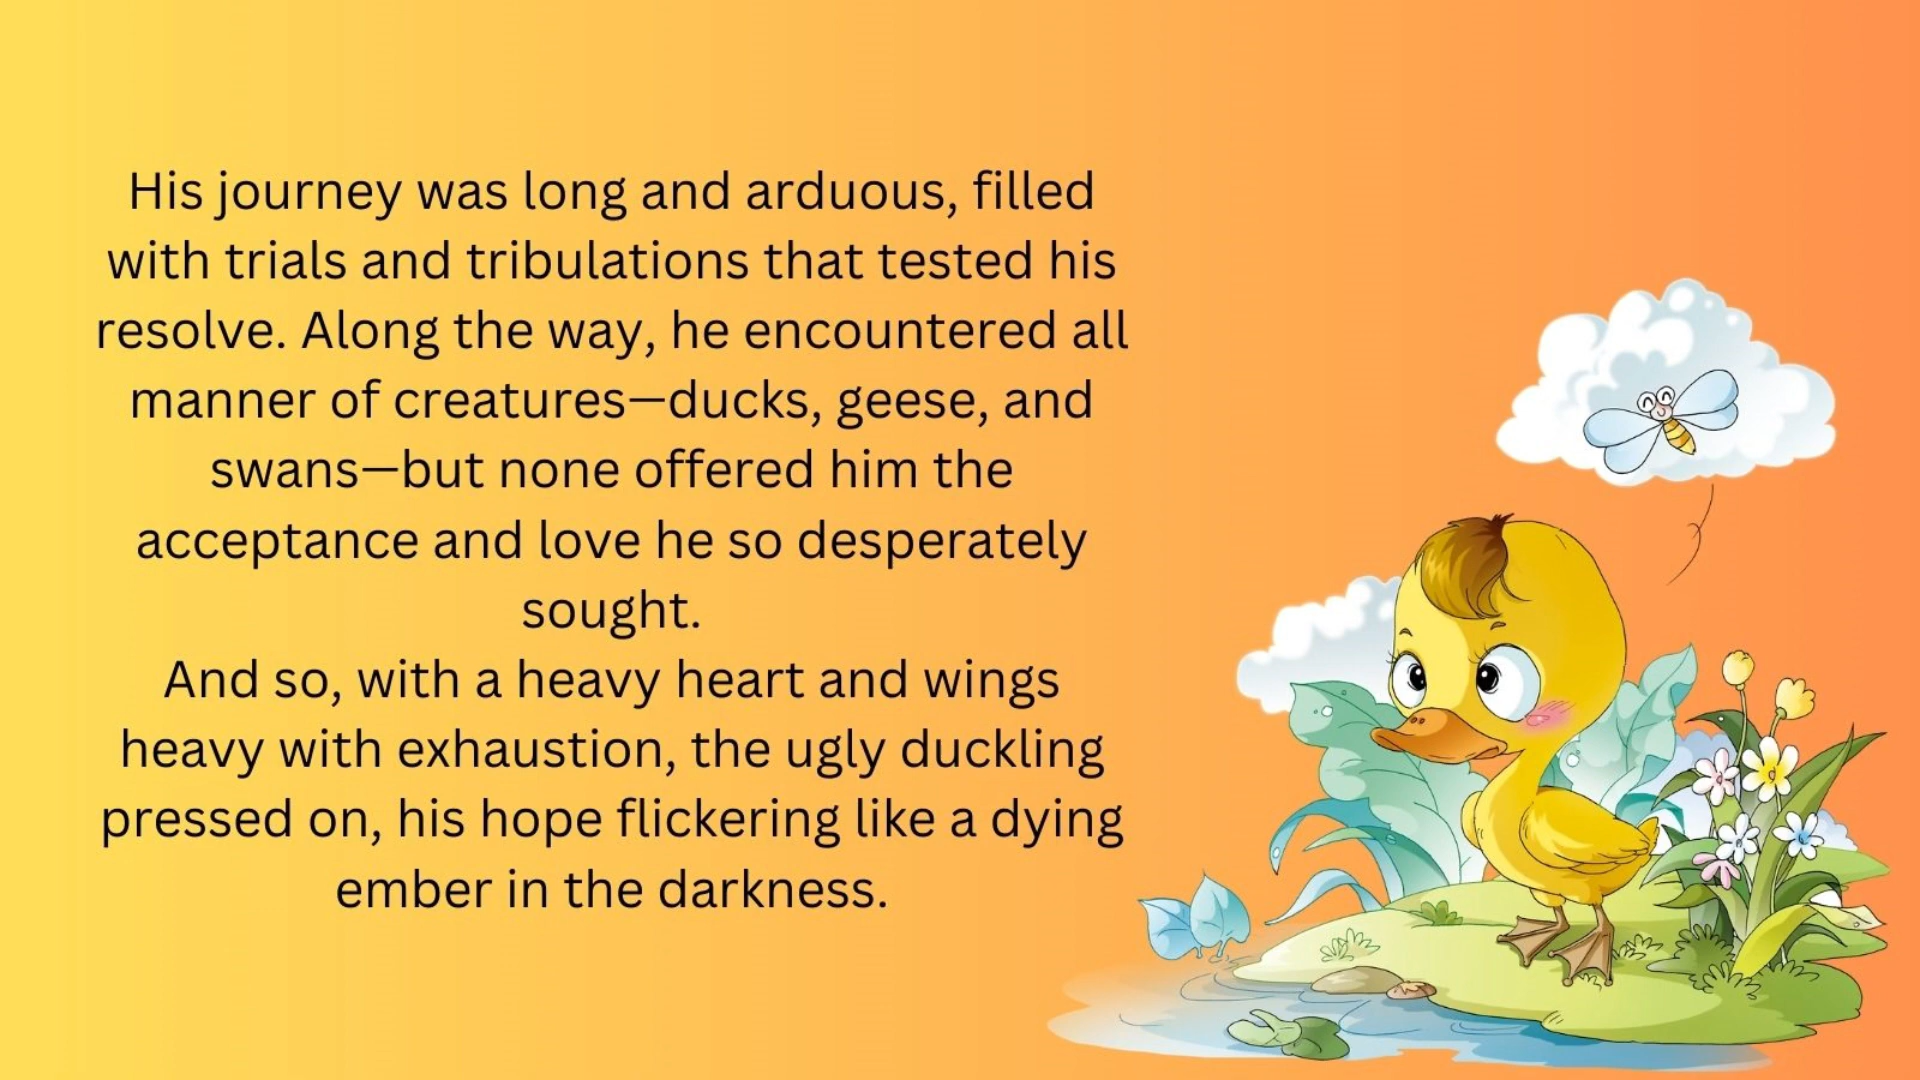 His journey was long and arduous, filled
with trials and tribulations that tested his
resolve. Along the way, he encountered all
manner of creatures—ducks, geese, and
swans—but none offered him the
acceptance and love he so desperately
sought.
And so, with a heavy heart and wings
heavy with exhaustion, the ugly duckling
pressed on, his hope flickering like a dying
ember in the darkness.